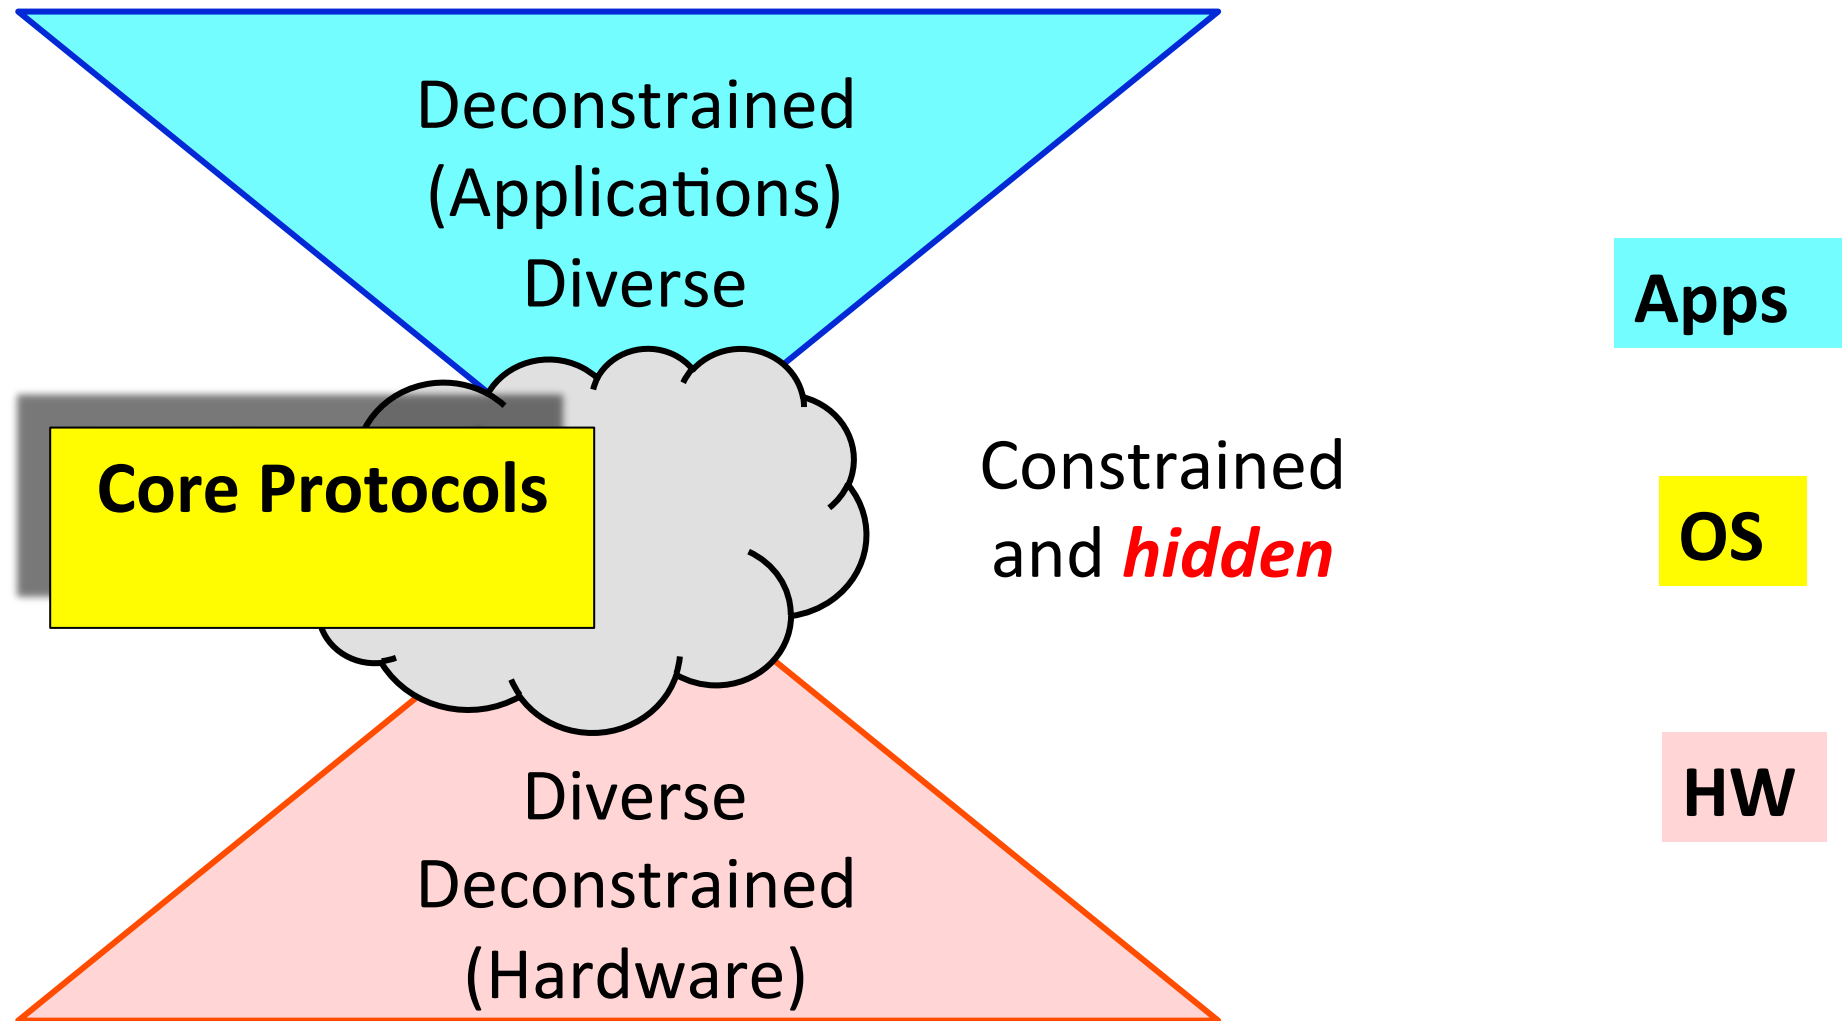 Deconstrained
(Applications)
Diverse
Apps
Core Protocols
Constrained
and hidden
OS
Diverse
Deconstrained
(Hardware)
HW